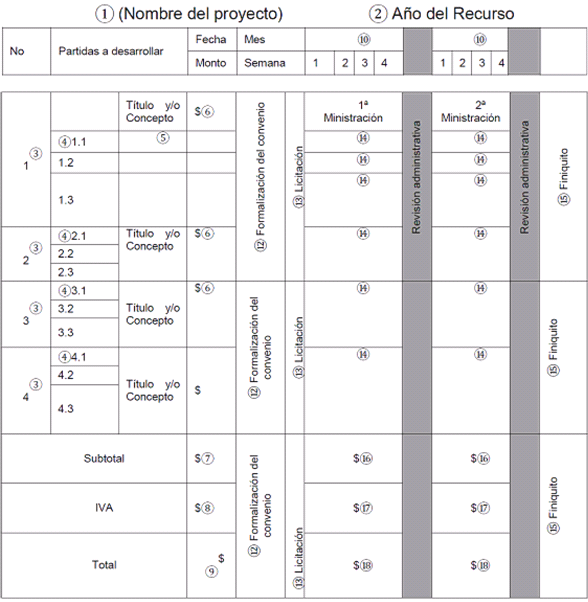 ① (Nombre del proyecto) ② Año del Recurso
No Partidas a desarrollar Fecha Mes ⑩ ⑩
Monto Semana 1 2 3 4 1 2 3 4
Título y/o Concepto $⑥ 1ª Ministración 2ª Ministración
③ 1
④1.1 ⑤ ⑭ ⑭
1.2 ⑭ ⑭
1.3 ⑭ ⑭
⑫ Formalización del convenio
⑬ Licitación
Revisión administrativa
Revisión administrativa
⑮ Finiquito
③ 2
④2.1 Título y/o Concepto $⑥ ⑭ ⑭
2.2
2.3
③ 3
④3.1 Título y/o Concepto $⑥ ⑭ ⑭
3.2
3.3
⑫ Formalización del convenio
⑬ Licitación
⑮ Finiquito
③ 4
④4.1 Título y/o Concepto $ ⑭ ⑭
4.2
4.3
Subtotal $⑦ $⑯ $⑯
IVA $⑧ $⑰ $⑰
Total $ ⑨ $⑱ $⑱
⑫ Formalización del convenio
⑬ Licitación
⑮ Finiquito